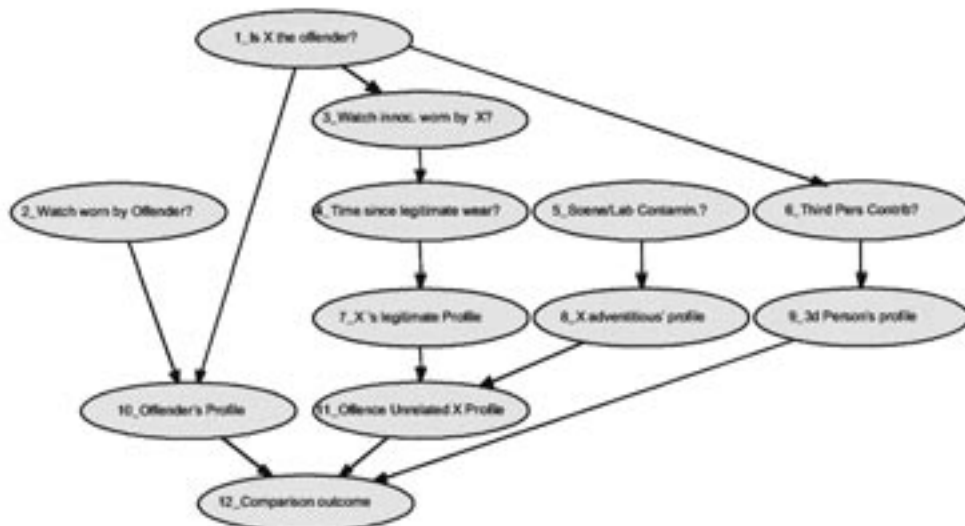 1_Is X the offender?
3_Watch innoc. worn by X?
2_Watch worn by Offender?
4_Time since legitimate wear?
5_Scene/Lab Contamin.?
6_Third Pers Contrib?
7_X 's legitimate Profile
8_X adventitious' profile
9_3d Person's profile
10_Offender's Profile
11_Offence Unrelated X Profile
12_Comparison outcome